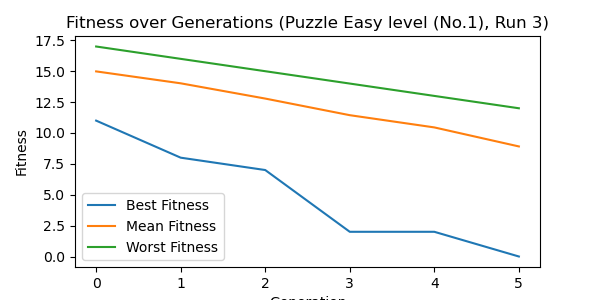 Fitness over Generations (Puzzle Easy level (No.1), Run 3)
17.5
15.0
12.5
10.0
7.5
5.0
2.5
0.0
Fitness
Best Fitness
Mean Fitness
Worst Fitness
0 1 2 3 4 5
Generation